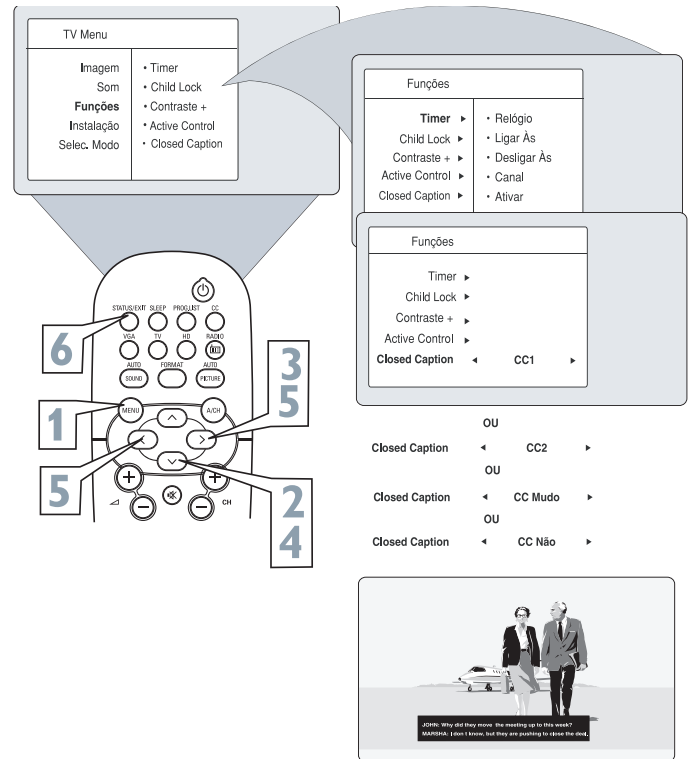 TV Menu
Imagem
Som
Funções
Instalação
Selec. Modo
• Timer
• Child Lock
• Contraste +
• Active Control
• Closed Caption
Funções
Timer
Child Lock
Contraste +
Active Control
Closed Caption
• Relógio
• Ligar Às
• Desligar Às
• Canal
• Ativar
Funções
Timer
Child Lock
Contraste +
Active Control
Closed Caption CC1
OU
Closed Caption CC2
OU
Closed Caption CC Mudo
OU
Closed Caption CC Não
STATUS/EXIT SLEEP PROG.LIST CC
VGA TV HD RADIO
AUTO FORMAT AUTO
SOUND PICTURE
MENU A/CH
CH
6
1
5
3
5
2
4
JOHN: Why did they move the meeting up to this week?
MARSHA: I don t know, but they are pushing to close the deal.